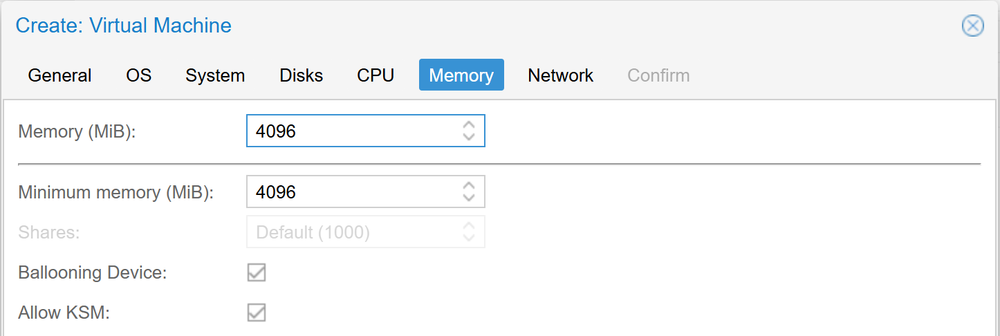 Create: Virtual Machine
General OS System Disks CPU Memory Network Confirm
Memory (MiB): 4096
Minimum memory (MiB): 4096
Shares: Default (1000)
Ballooning Device:
Allow KSM: